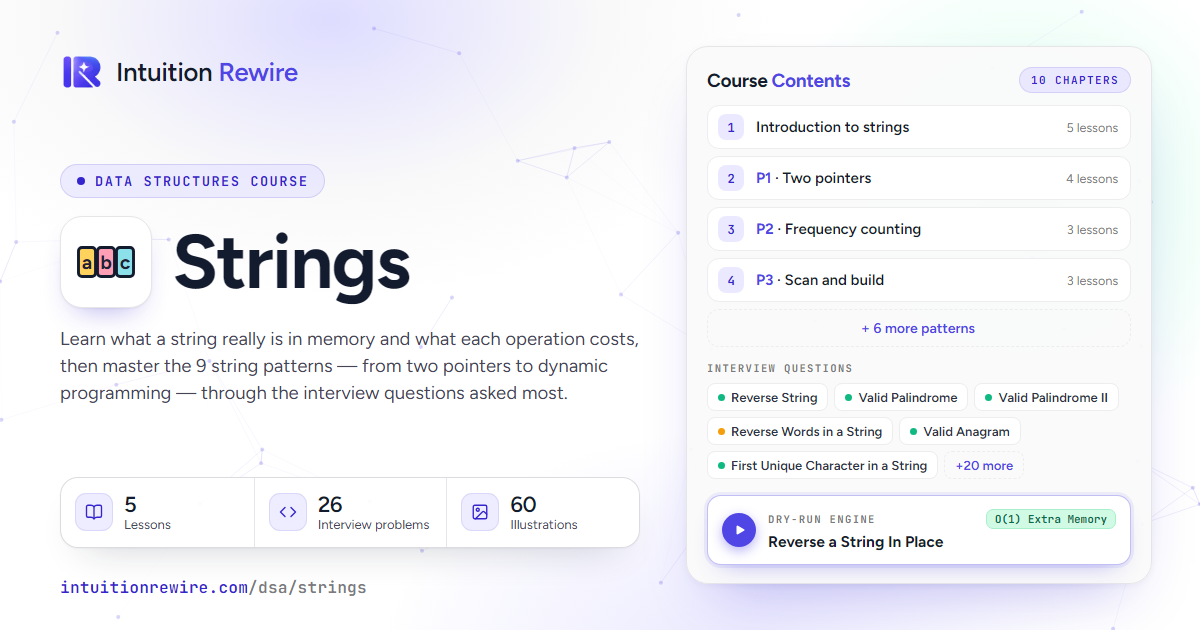 Intuition Rewire
DATA STRUCTURES COURSE
abc
Strings
Learn what a string really is in memory and what each operation costs,
then master the 9 string patterns — from two pointers to dynamic
programming — through the interview questions asked most.
5
Lessons
26
Interview problems
60
Illustrations
intuitionrewire.com/dsa/strings
Course Contents
10 CHAPTERS
1 Introduction to strings 5 lessons
2 P1 · Two pointers 4 lessons
3 P2 · Frequency counting 3 lessons
4 P3 · Scan and build 3 lessons
+ 6 more patterns
INTERVIEW QUESTIONS
Reverse String Valid Palindrome Valid Palindrome II
Reverse Words in a String Valid Anagram
First Unique Character in a String +20 more
DRY-RUN ENGINE
O(1) Extra Memory
Reverse a String In Place